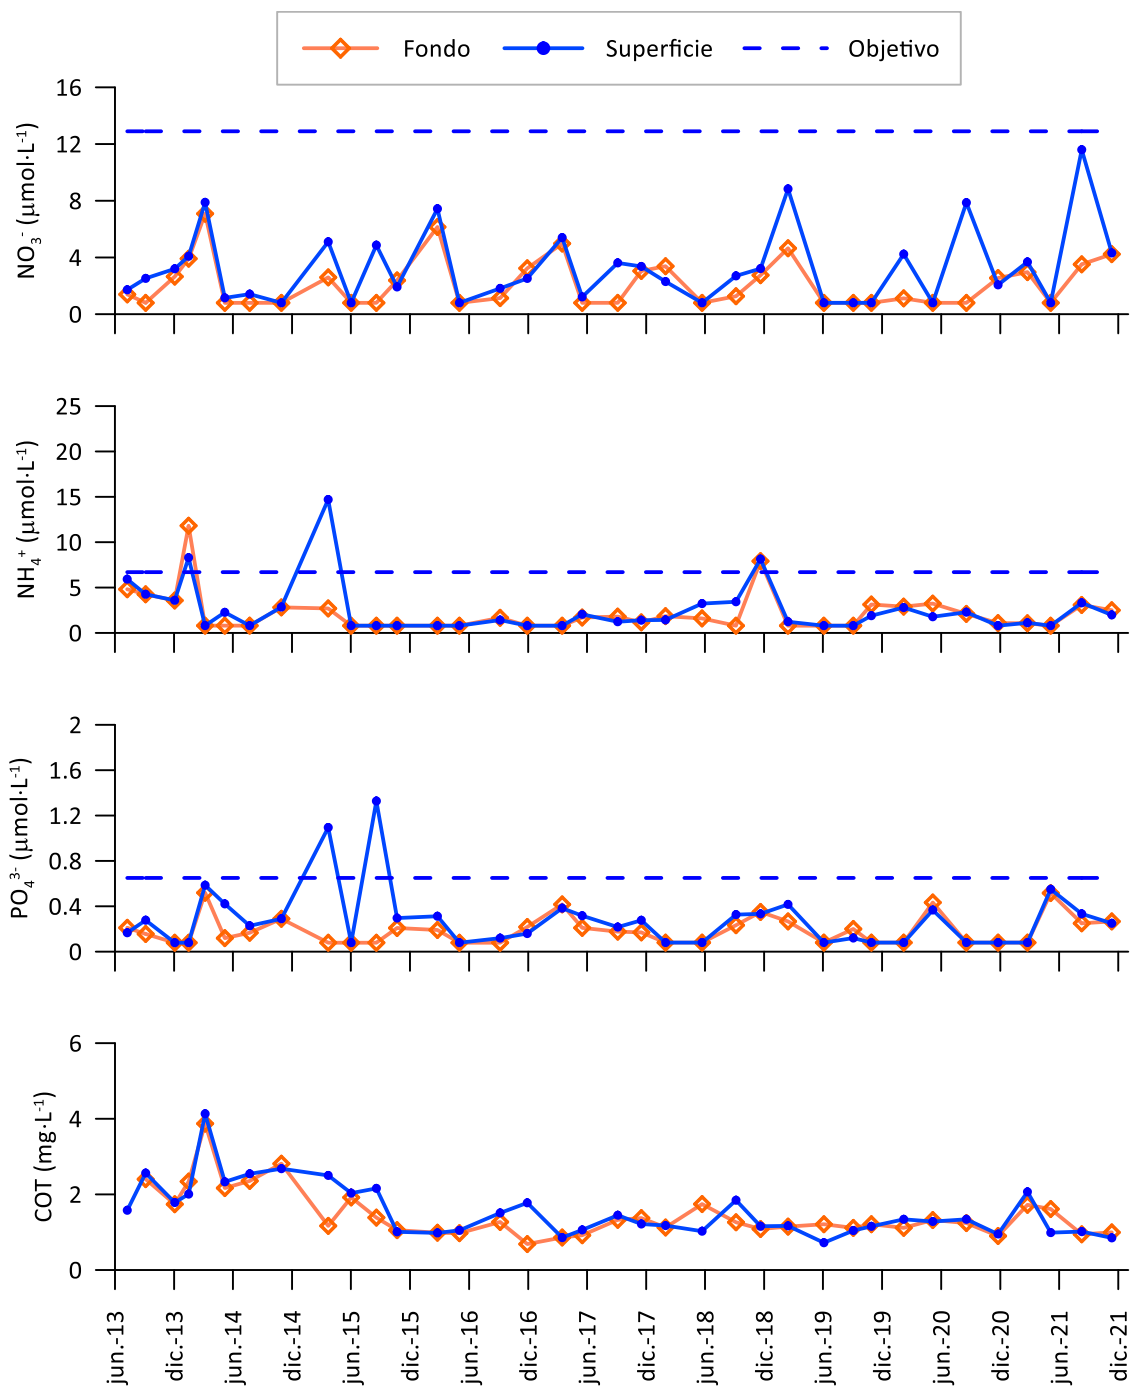 Fondo Superficie Objetivo
16
12
8
4
0
NO₃⁻ (µmol·L⁻¹)
25
20
15
10
5
0
NH₄⁺ (µmol·L⁻¹)
2
1.6
1.2
0.8
0.4
0
PO₄³⁻ (µmol·L⁻¹)
6
4
2
0
COT (mg·L⁻¹)
jun.-13
dic.-13
jun.-14
dic.-14
jun.-15
dic.-15
jun.-16
dic.-16
jun.-17
dic.-17
jun.-18
dic.-18
jun.-19
dic.-19
jun.-20
dic.-20
jun.-21
dic.-21